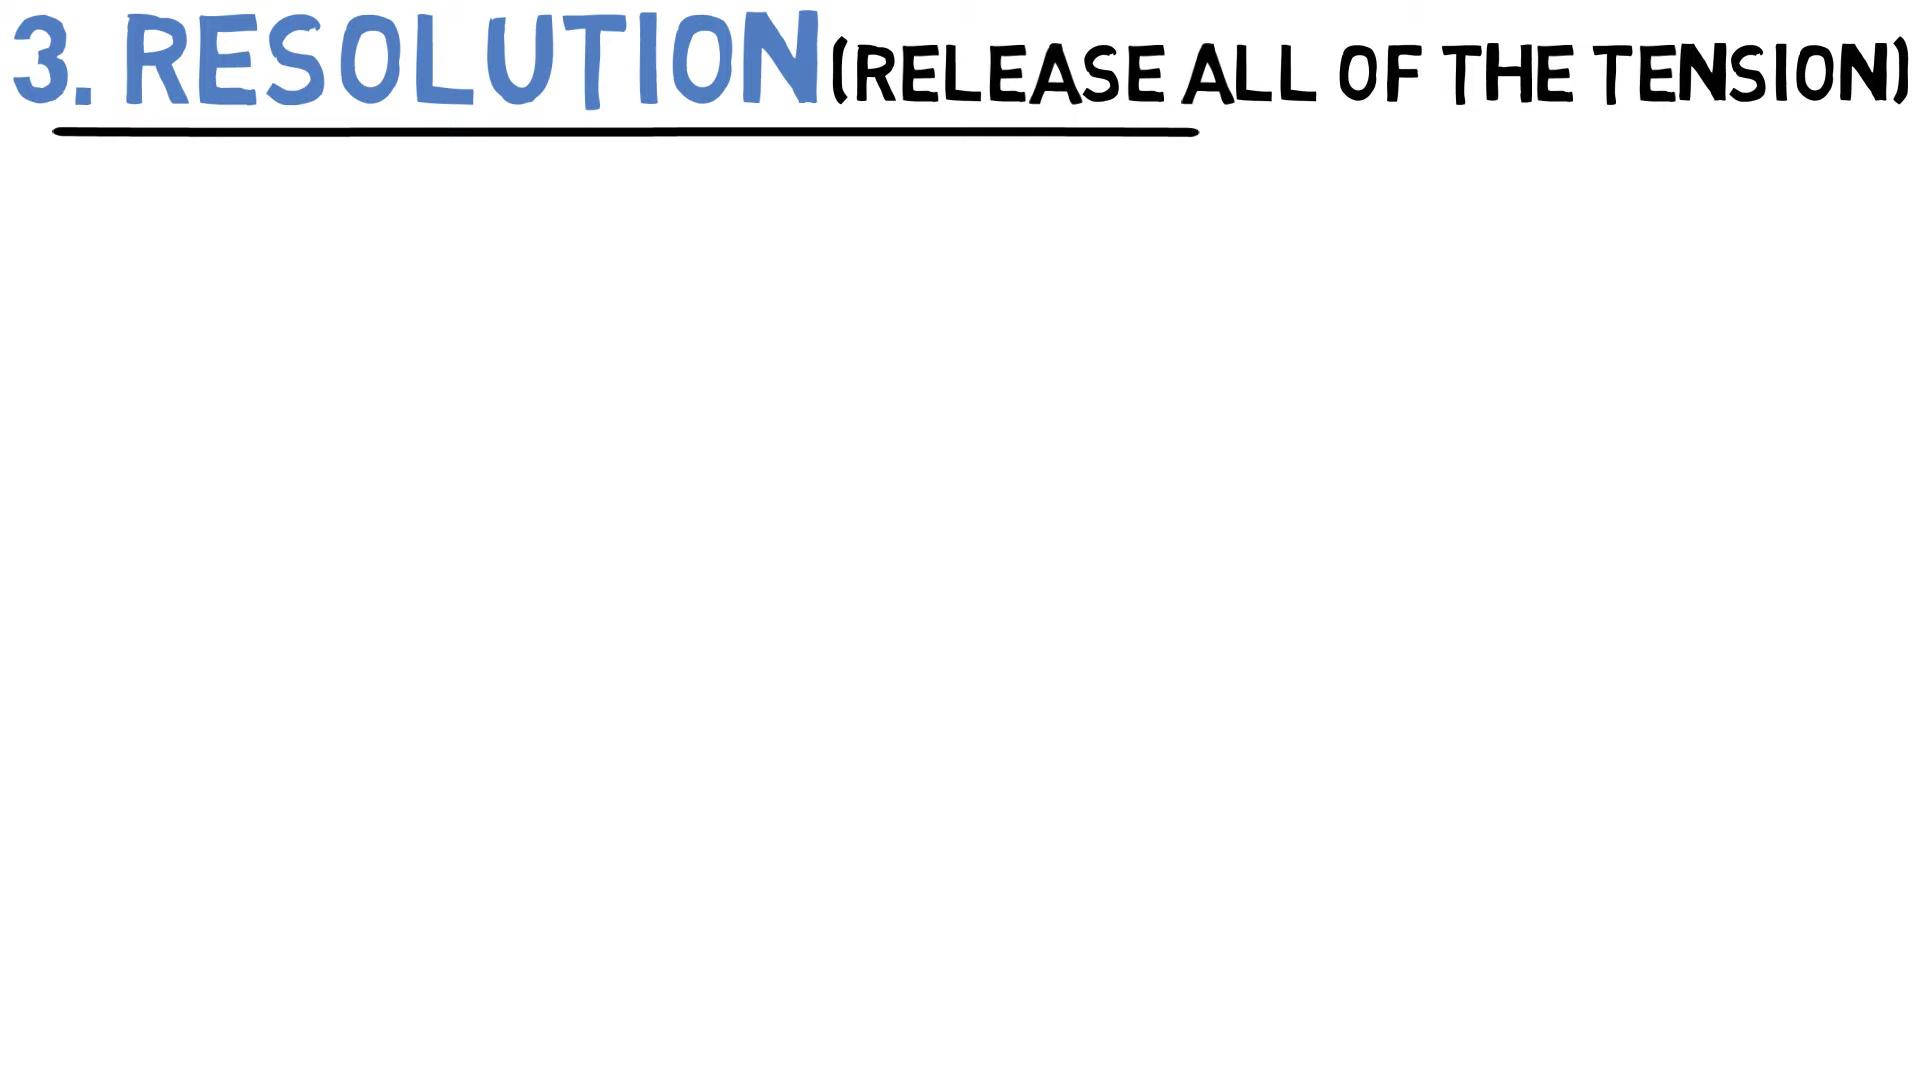 3. RESOLUTION (RELEASE ALL OF THE TENSION)